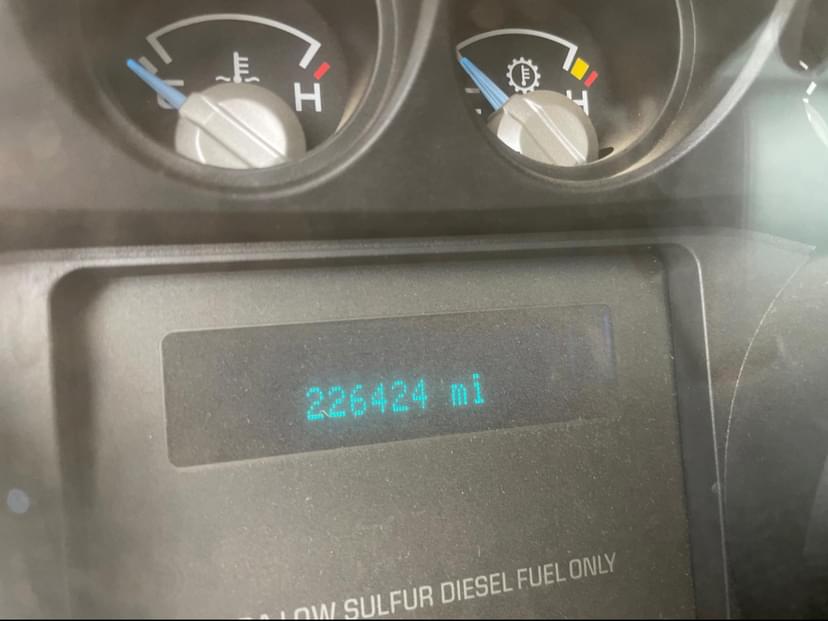 C H H
226424 mi
LOW SULFUR DIESEL FUEL ONLY